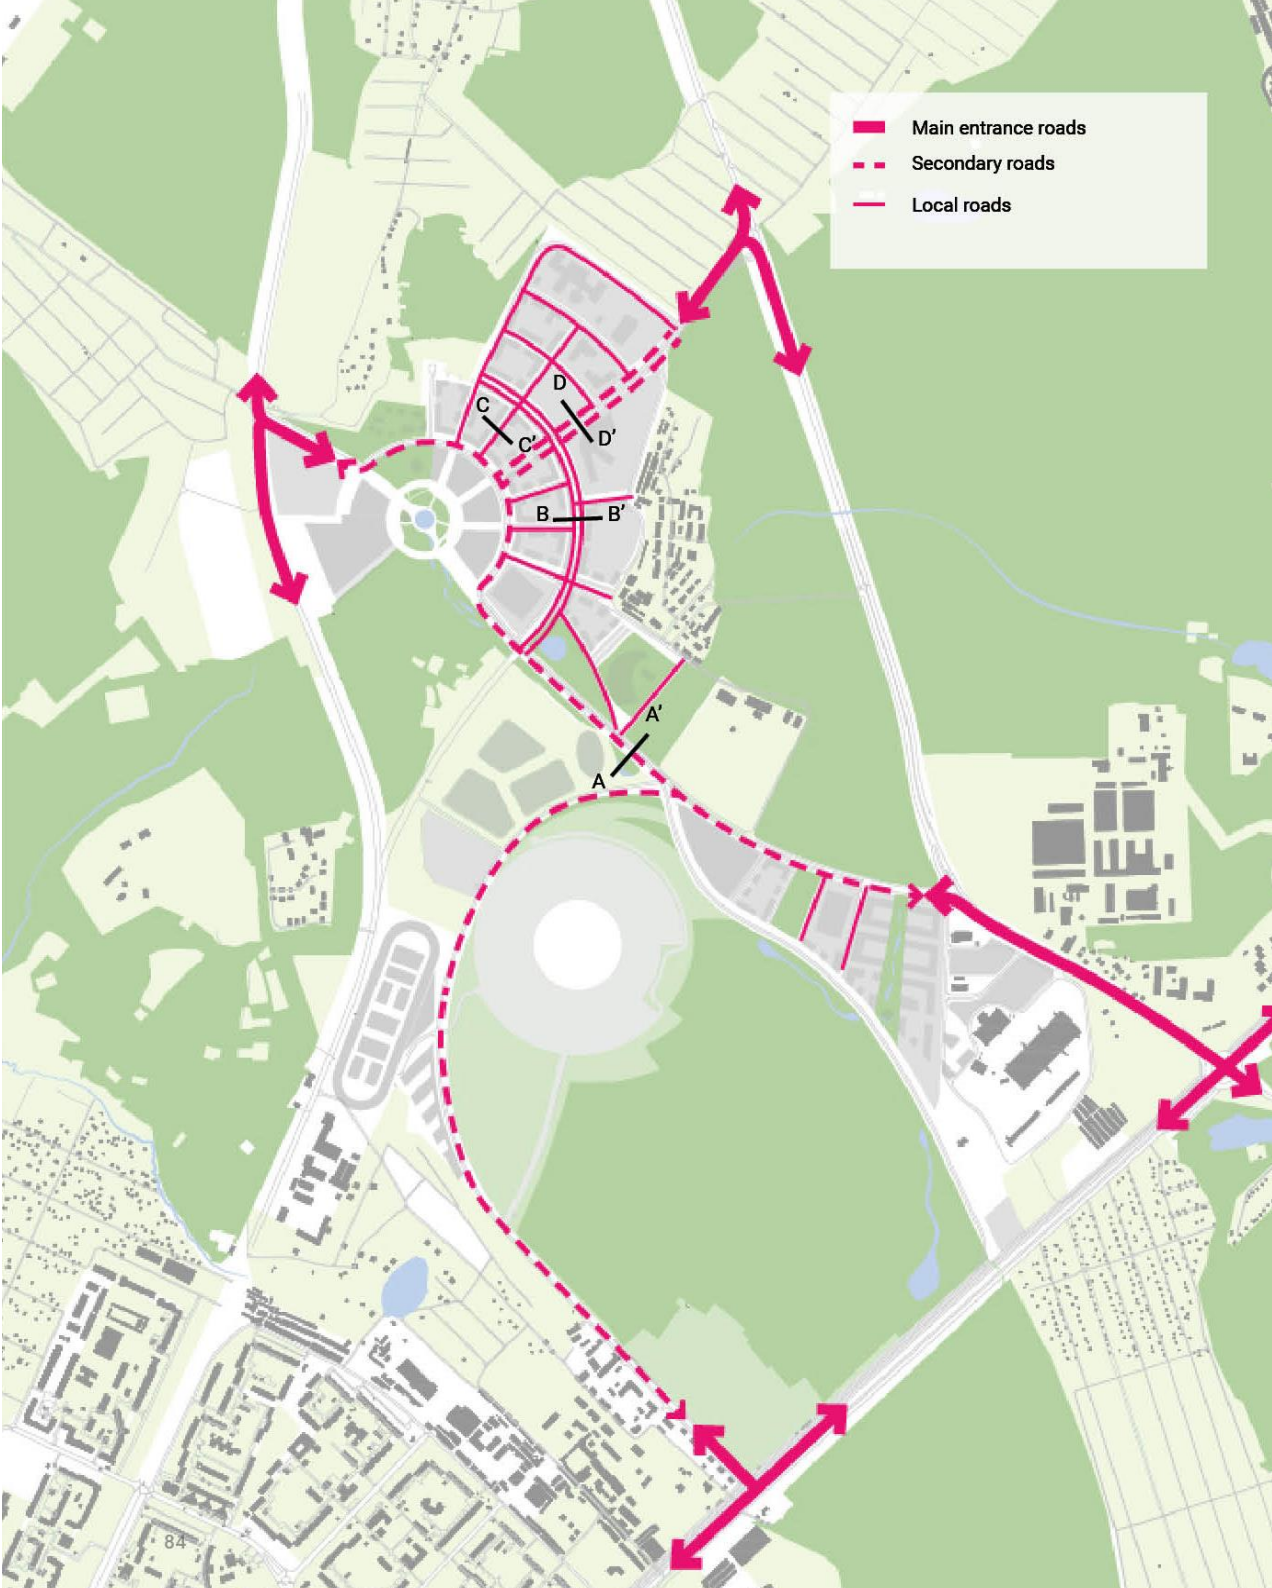 Main entrance roads
Secondary roads
Local roads
D
C
C’
D’
B
B’
A’
A
84